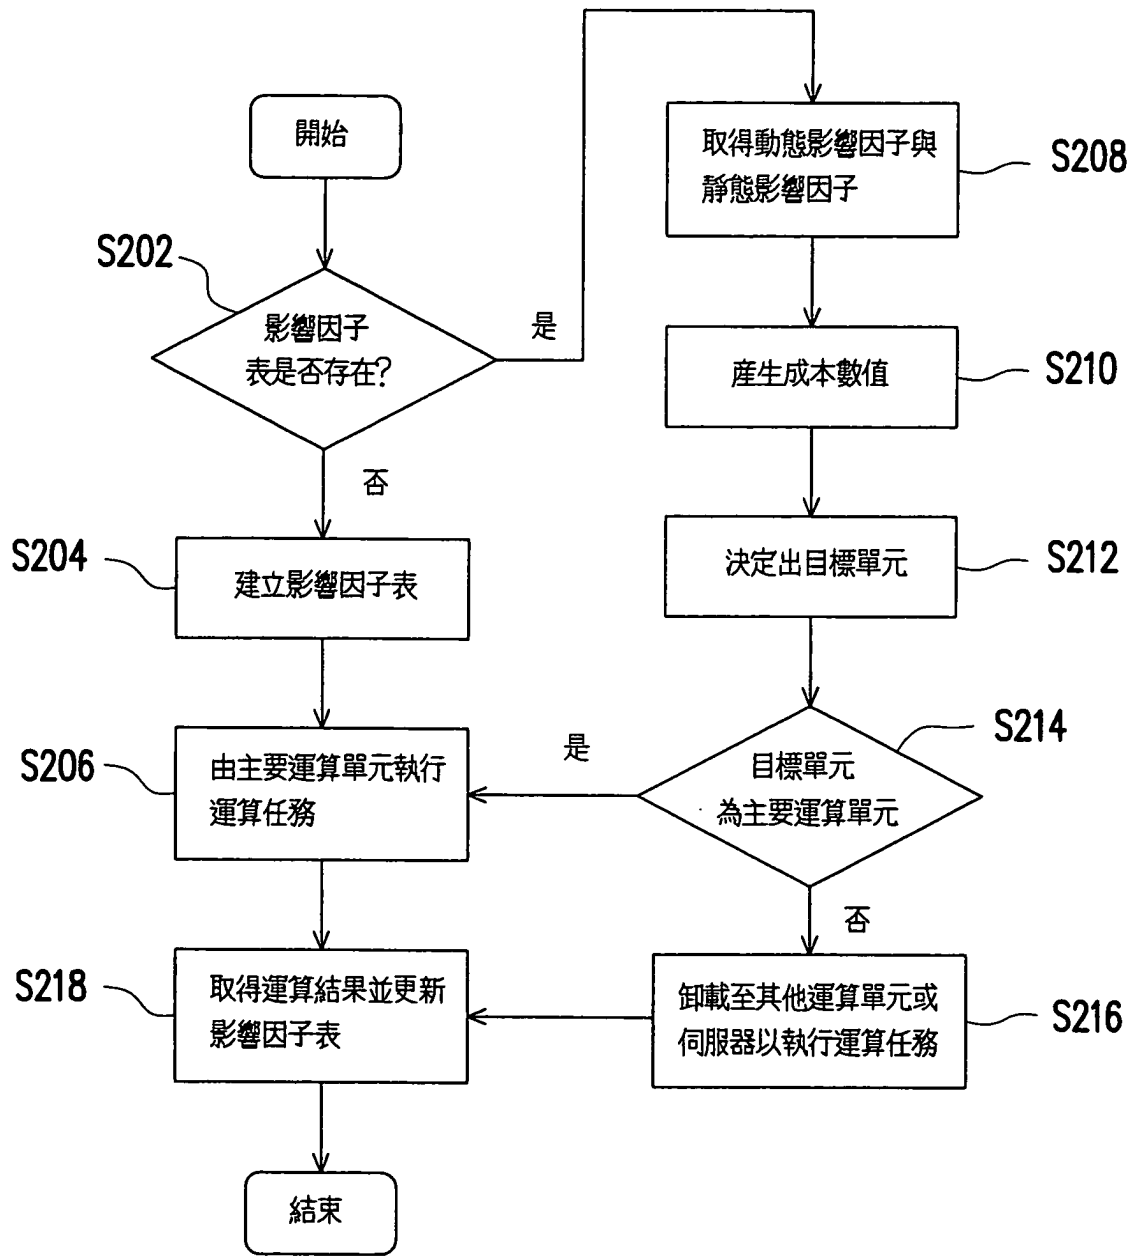 開始
S202
影響因子
表是否存在?
是
否
S204
建立影響因子表
S206
由主要運算單元執行
運算任務
S218
取得運算結果並更新
影響因子表
結束
取得動態影響因子與
靜態影響因子
S208
產生成本數值
S210
決定出目標單元
S212
目標單元
為主要運算單元
S214
是
否
卸載至其他運算單元或
伺服器以執行運算任務
S216